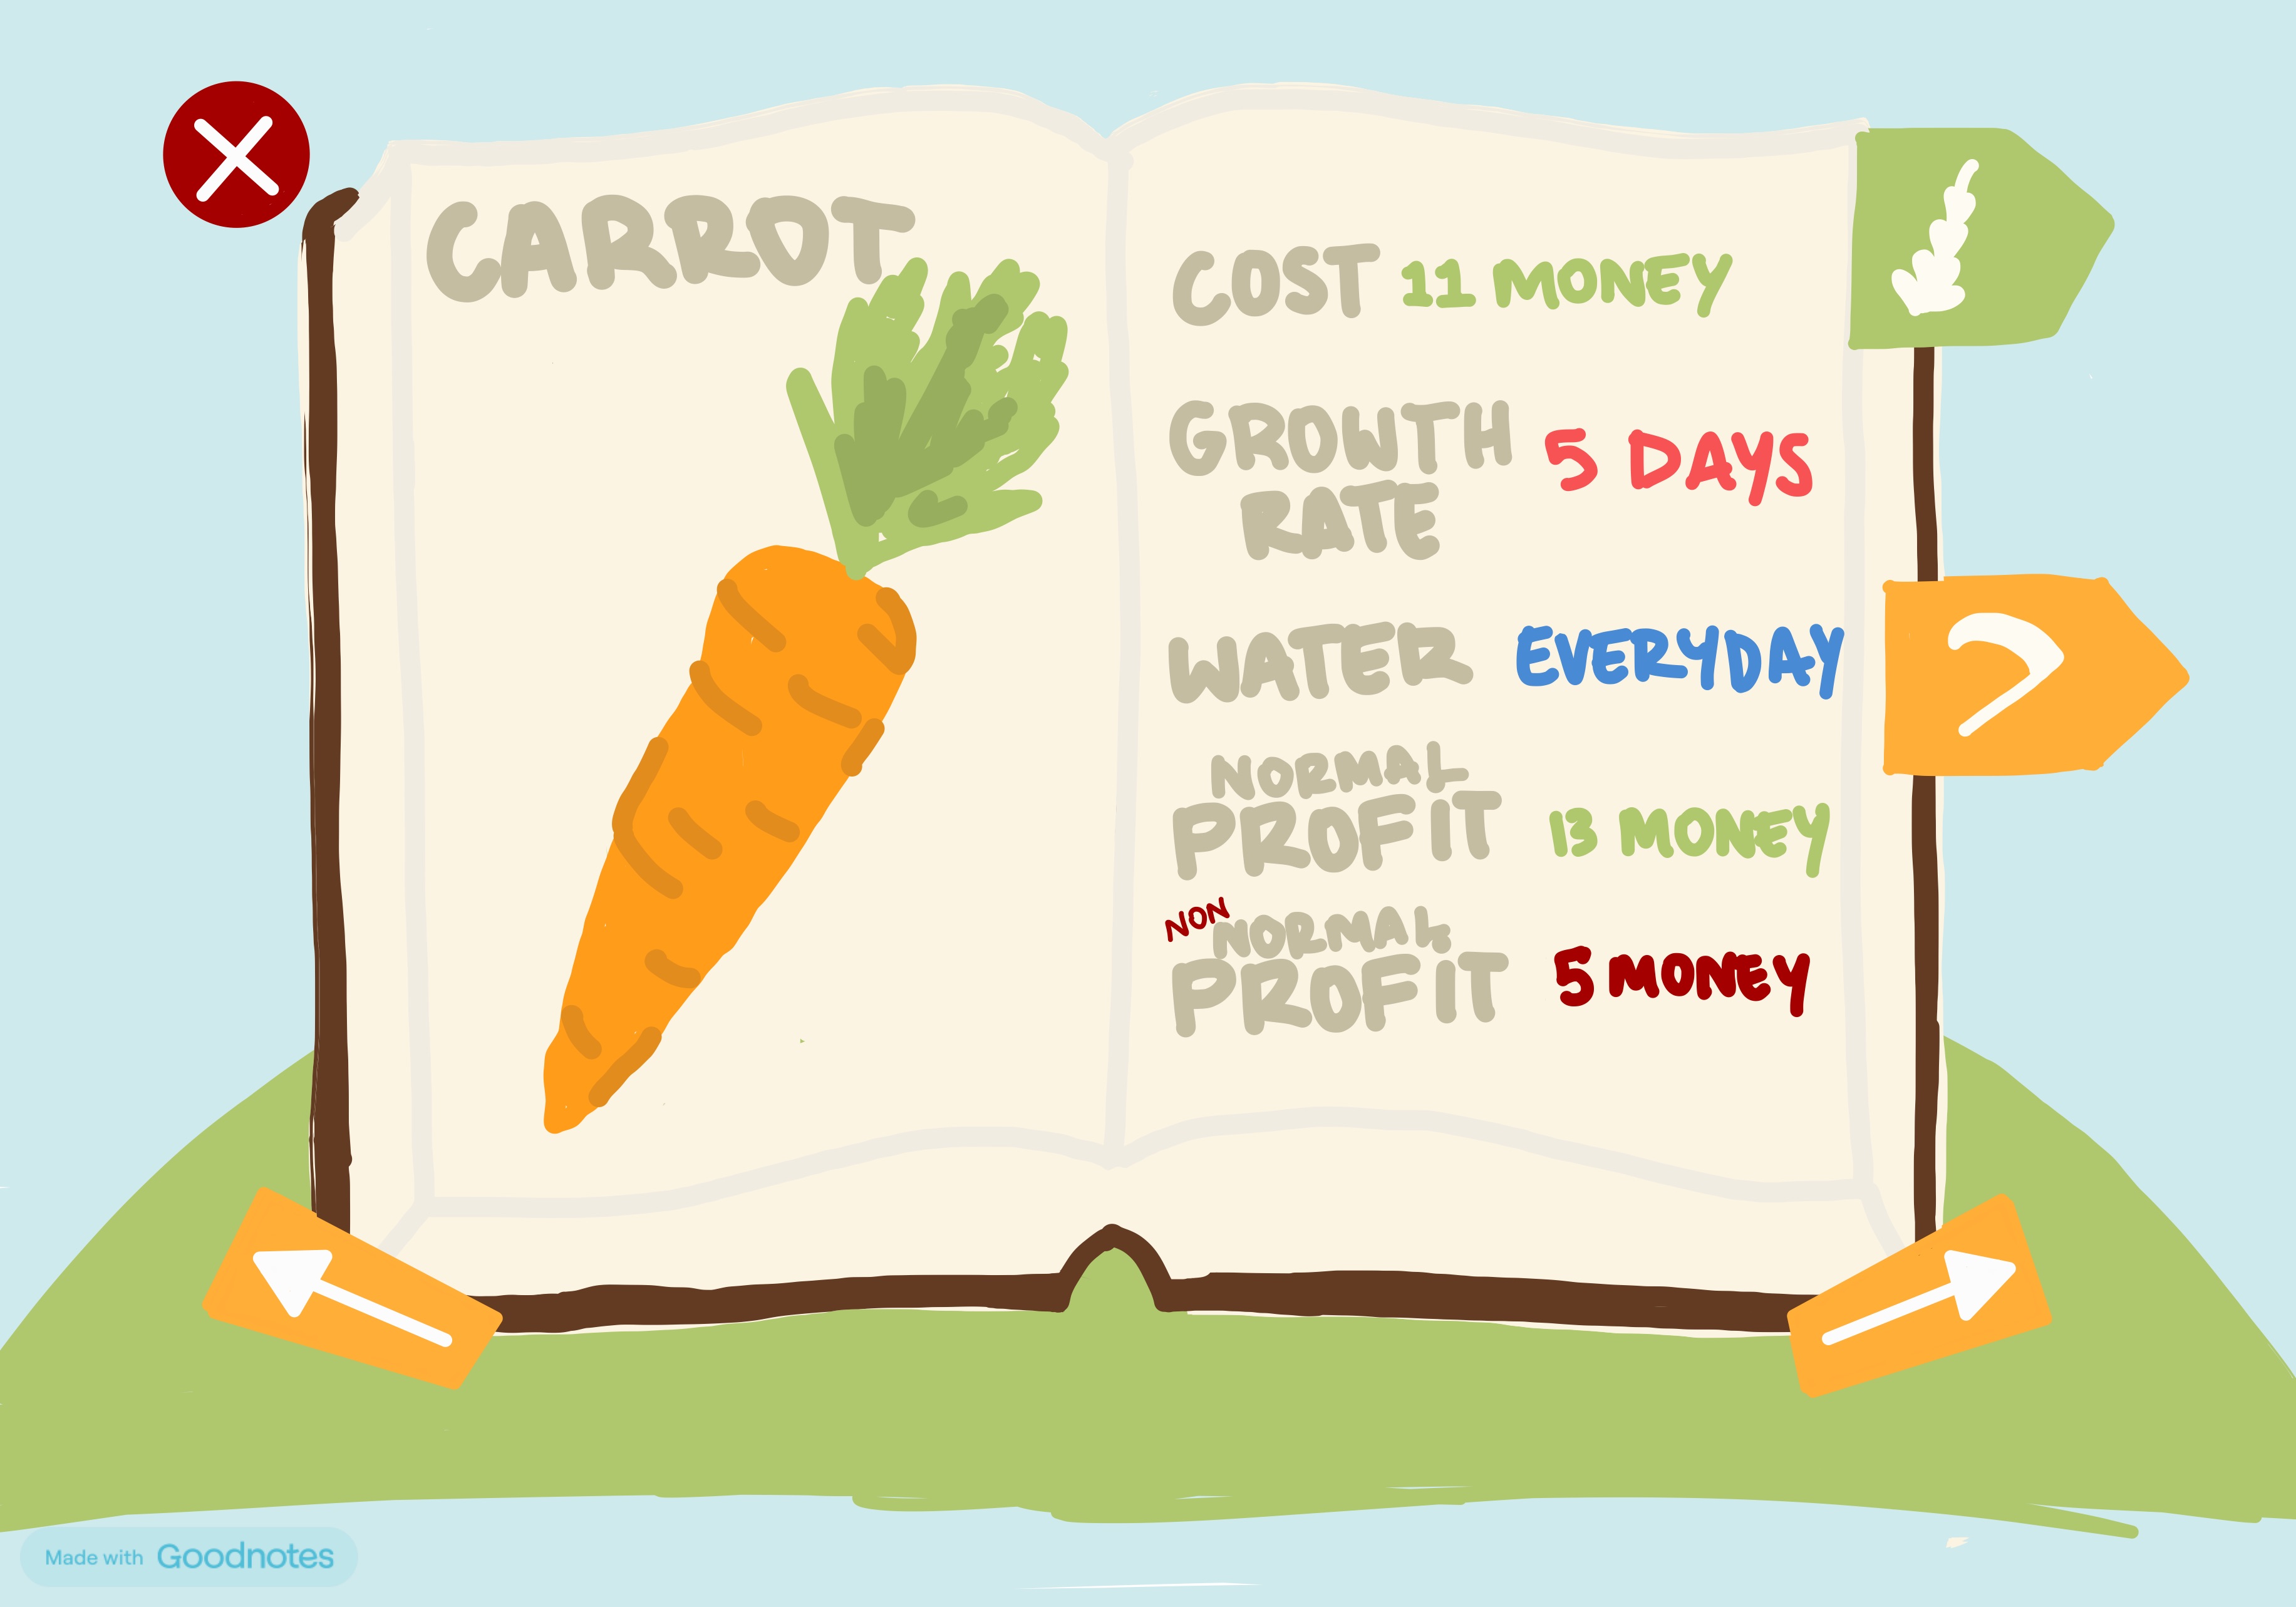 CARROT
COST 11 MONEY
GROWTH 5 DAYS
RATE
WATER EVERYDAY
NORMAL
PROFIT 13 MONEY
NON NORMAL
PROFIT 5 MONEY
Made with Goodnotes